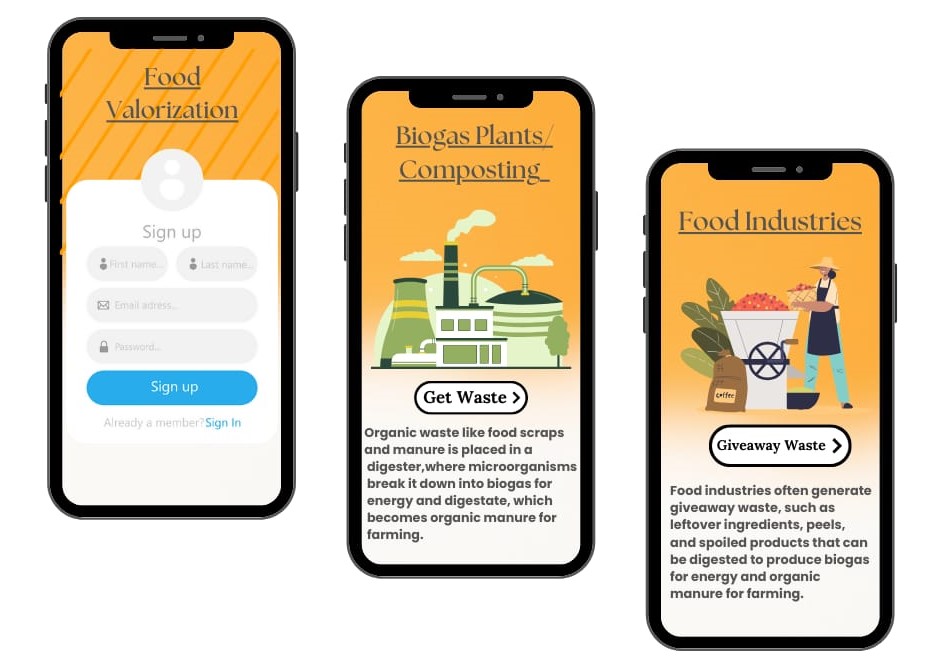 Food
Valorization
Sign up
First name...
Last name...
Email adress...
Password...
Sign up
Already a member?Sign In
Biogas Plants/
Composting
Get Waste >
Organic waste like food scraps
and manure is placed in a
digester,where microorganisms
break it down into biogas for
energy and digestate, which
becomes organic manure for
farming.
Food Industries
coffee
Giveaway Waste >
Food industries often generate
giveaway waste, such as
leftover ingredients, peels,
and spoiled products that can
be digested to produce biogas
for energy and organic
manure for farming.